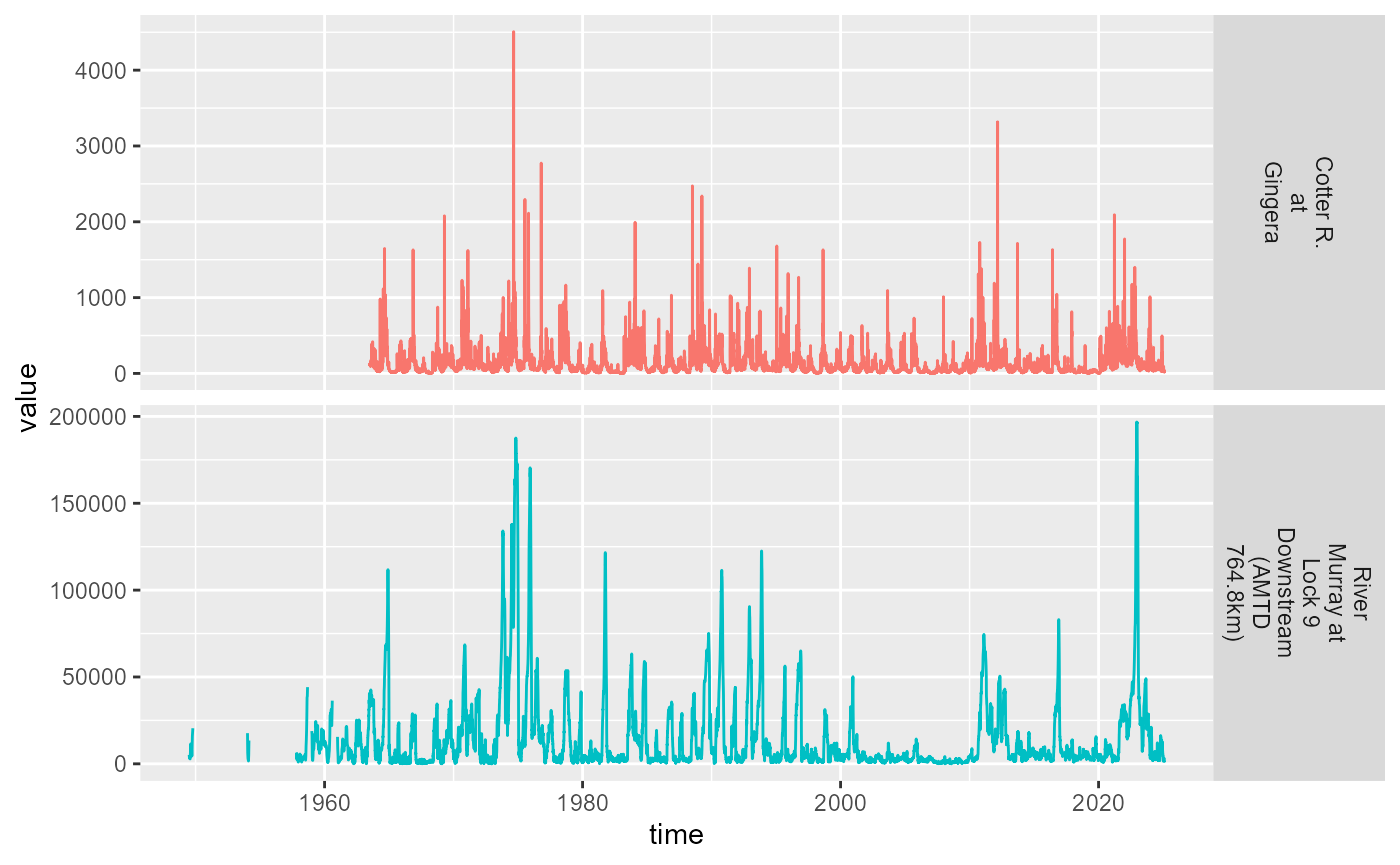 value
4000
3000
2000
1000
0
Cotter R.
at
Gingera
200000
150000
100000
50000
0
River
Murray at
Lock 9
Downstream
(AMTD
764.8km)
1960
1980
2000
2020
time